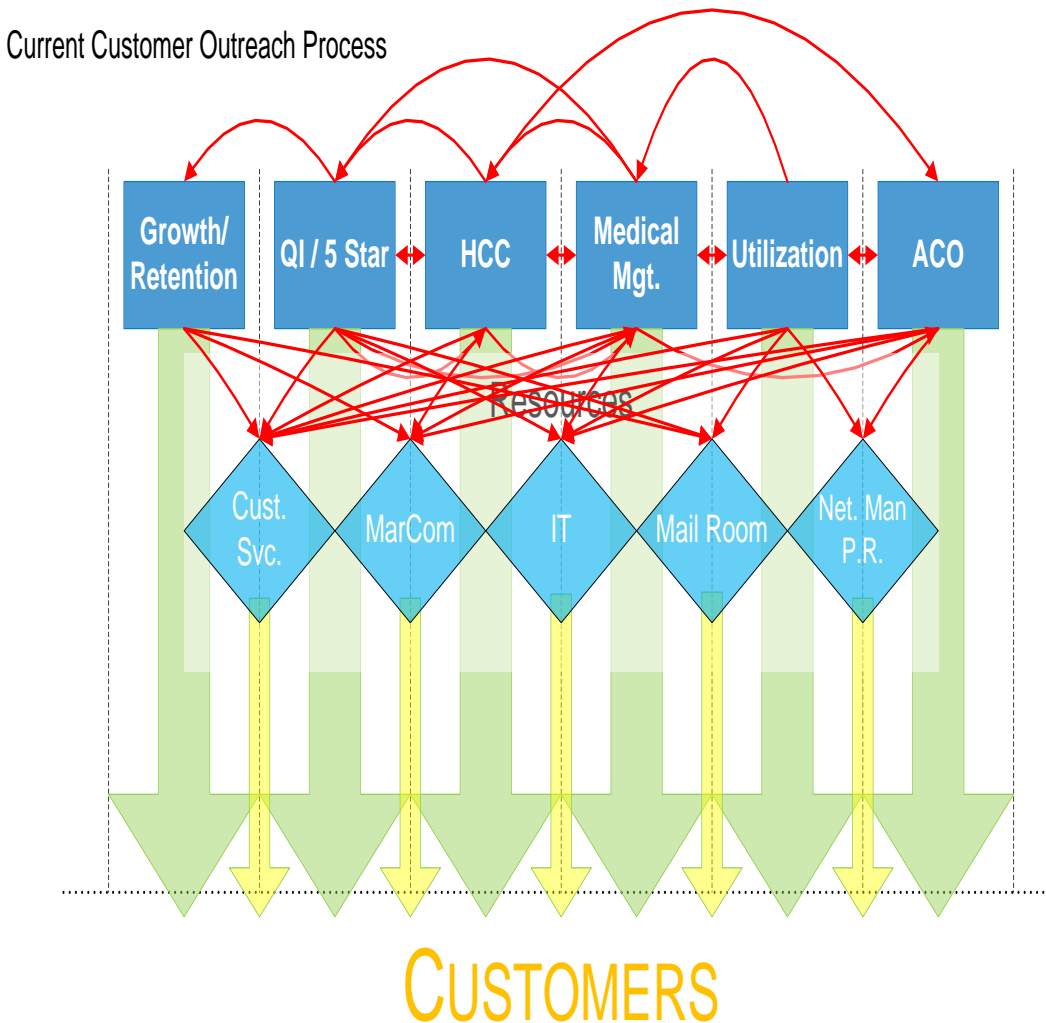 Current Customer Outreach Process
Growth/
Retention
QI / 5 Star
HCC
Medical
Mgt.
Utilization
ACO
Resources
Cust.
Svc.
MarCom
IT
Mail Room
Net. Man
P.R.
CUSTOMERS